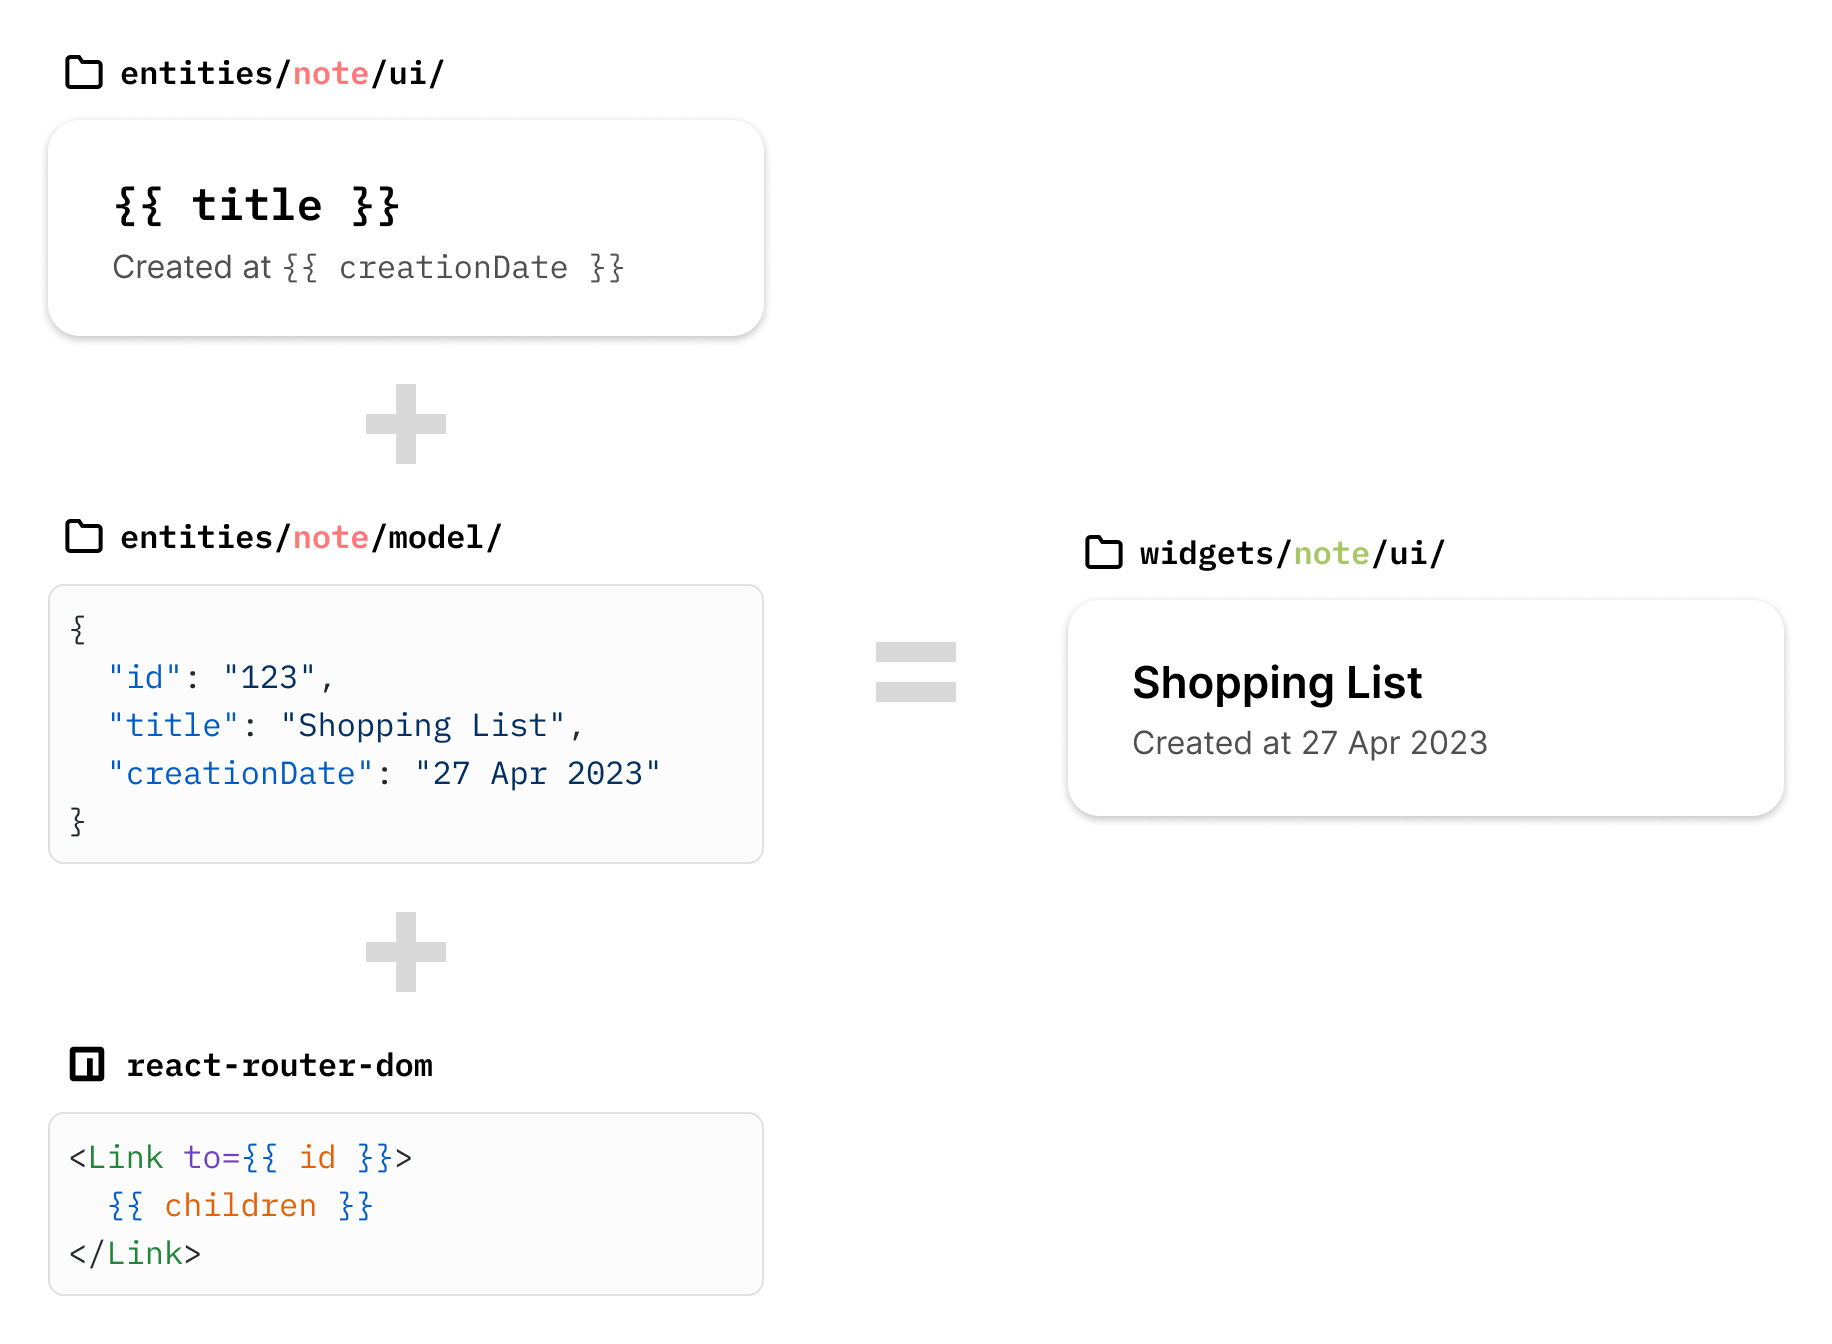 entities/note/ui/
{{ title }}
Created at {{ creationDate }}
entities/note/model/
{
  "id": "123",
  "title": "Shopping List",
  "creationDate": "27 Apr 2023"
}
react-router-dom
<Link to={{ id }}>
  {{ children }}
</Link>
widgets/note/ui/
Shopping List
Created at 27 Apr 2023